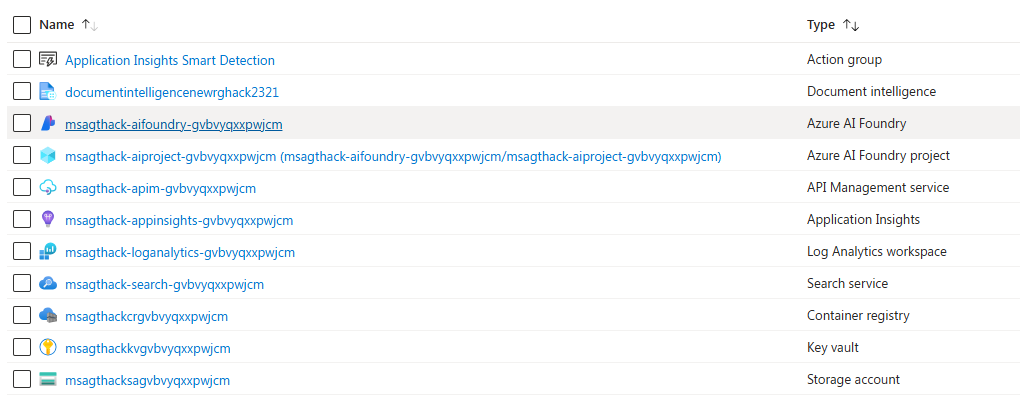 Name ↑↓ Type ↑↓
Application Insights Smart Detection Action group
documentintelligencenewrghack2321 Document intelligence
msagthack-aifoundry-gvbvyqxxpwjcm Azure AI Foundry
msagthack-aiproject-gvbvyqxxpwjcm (msagthack-aifoundry-gvbvyqxxpwjcm/msagthack-aiproject-gvbvyqxxpwjcm) Azure AI Foundry project
msagthack-apim-gvbvyqxxpwjcm API Management service
msagthack-appinsights-gvbvyqxxpwjcm Application Insights
msagthack-loganalytics-gvbvyqxxpwjcm Log Analytics workspace
msagthack-search-gvbvyqxxpwjcm Search service
msagthackcrgvbvyqxxpwjcm Container registry
msagthackkvgvbvyqxxpwjcm Key vault
msagthacksagvbvyqxxpwjcm Storage account